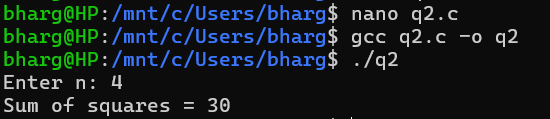 bharg@HP:/mnt/c/Users/bharg$ nano q2.c
bharg@HP:/mnt/c/Users/bharg$ gcc q2.c -o q2
bharg@HP:/mnt/c/Users/bharg$ ./q2
Enter n: 4
Sum of squares = 30